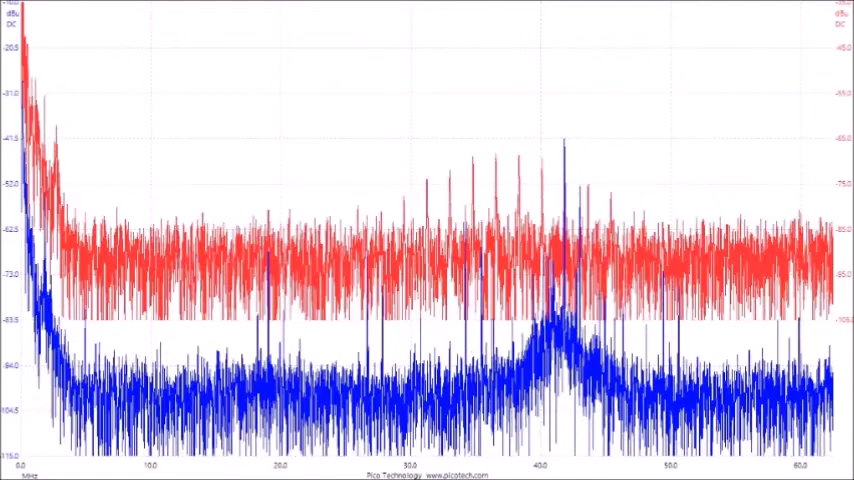 dBu
DC
-20.5
-31.0
-41.5
-52.0
-62.5
-73.0
-83.5
-94.0
-104.5
-115.0
dBu
DC
-45.0
-55.0
-65.0
-75.0
-85.0
-95.0
0.0 10.0 20.0 30.0 40.0 50.0 60.0
MHz
Pico Technology www.picotech.com